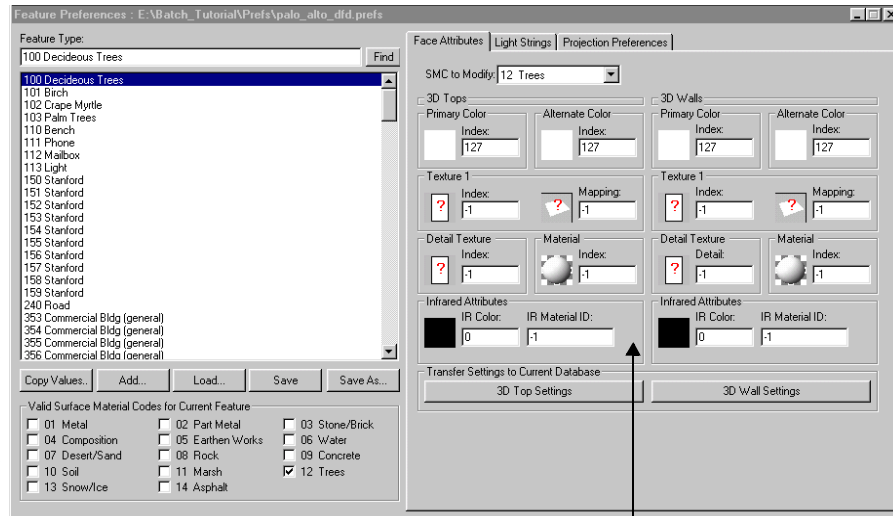 Feature Preferences : E:\Batch_Tutorial\Prefs\palo_alto_dfd.prefs
Feature Type:
100 Decideous Trees
Find
100 Decideous Trees
101 Birch
102 Crape Myrtle
103 Palm Trees
110 Bench
111 Phone
112 Mailbox
113 Light
150 Stanford
151 Stanford
152 Stanford
153 Stanford
154 Stanford
155 Stanford
156 Stanford
157 Stanford
158 Stanford
159 Stanford
240 Road
353 Commercial Bldg (general)
354 Commercial Bldg (general)
355 Commercial Bldg (general)
356 Commercial Bldg (general)
Copy Values.. Add... Load... Save Save As...
Valid Surface Material Codes for Current Feature
01 Metal 02 Part Metal 03 Stone/Brick
04 Composition 05 Earthen Works 06 Water
07 Desert/Sand 08 Rock 09 Concrete
10 Soil 11 Marsh 12 Trees
13 Snow/Ice 14 Asphalt
Face Attributes Light Strings Projection Preferences
SMC to Modify: 12 Trees
3D Tops
Primary Color Alternate Color
Index: Index:
127 127
Texture 1
Index: Mapping:
? -1 ? -1
Detail Texture Material
Index: Index:
? -1 -1
Infrared Attributes
IR Color: IR Material ID:
0 -1
3D Walls
Primary Color Alternate Color
Index: Index:
127 127
Texture 1
Index: Mapping:
? -1 ? -1
Detail Texture Material
Detail: Index:
? -1 -1
Infrared Attributes
IR Color: IR Material ID:
0 -1
Transfer Settings to Current Database
3D Top Settings 3D Wall Settings